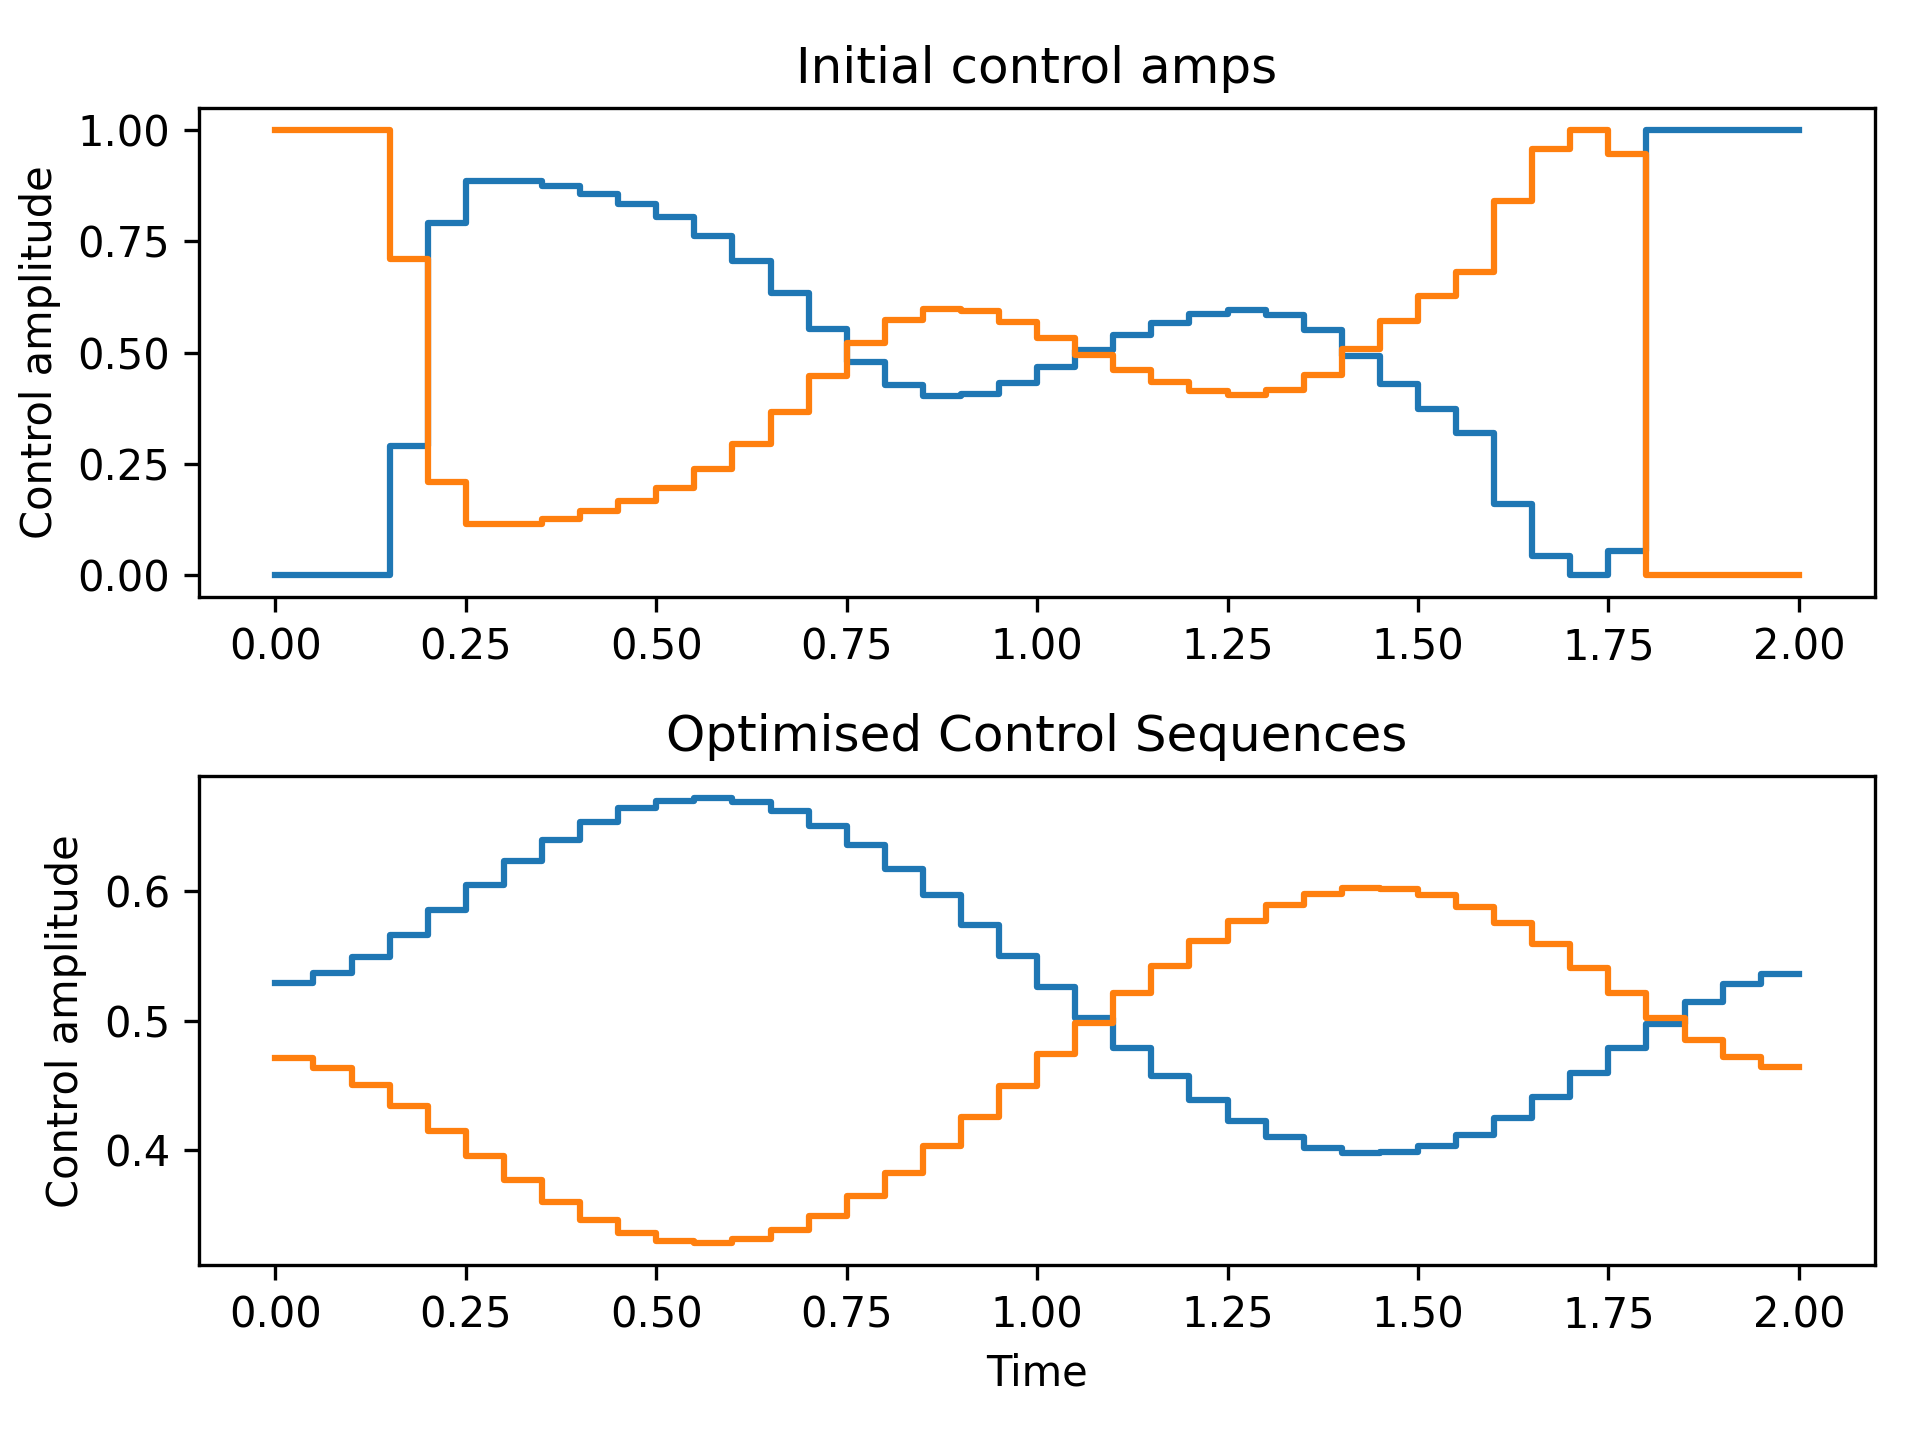 Initial control amps
Control amplitude
1.00
0.75
0.50
0.25
0.00
0.00 0.25 0.50 0.75 1.00 1.25 1.50 1.75 2.00
Optimised Control Sequences
Control amplitude
0.6
0.5
0.4
0.00 0.25 0.50 0.75 1.00 1.25 1.50 1.75 2.00
Time